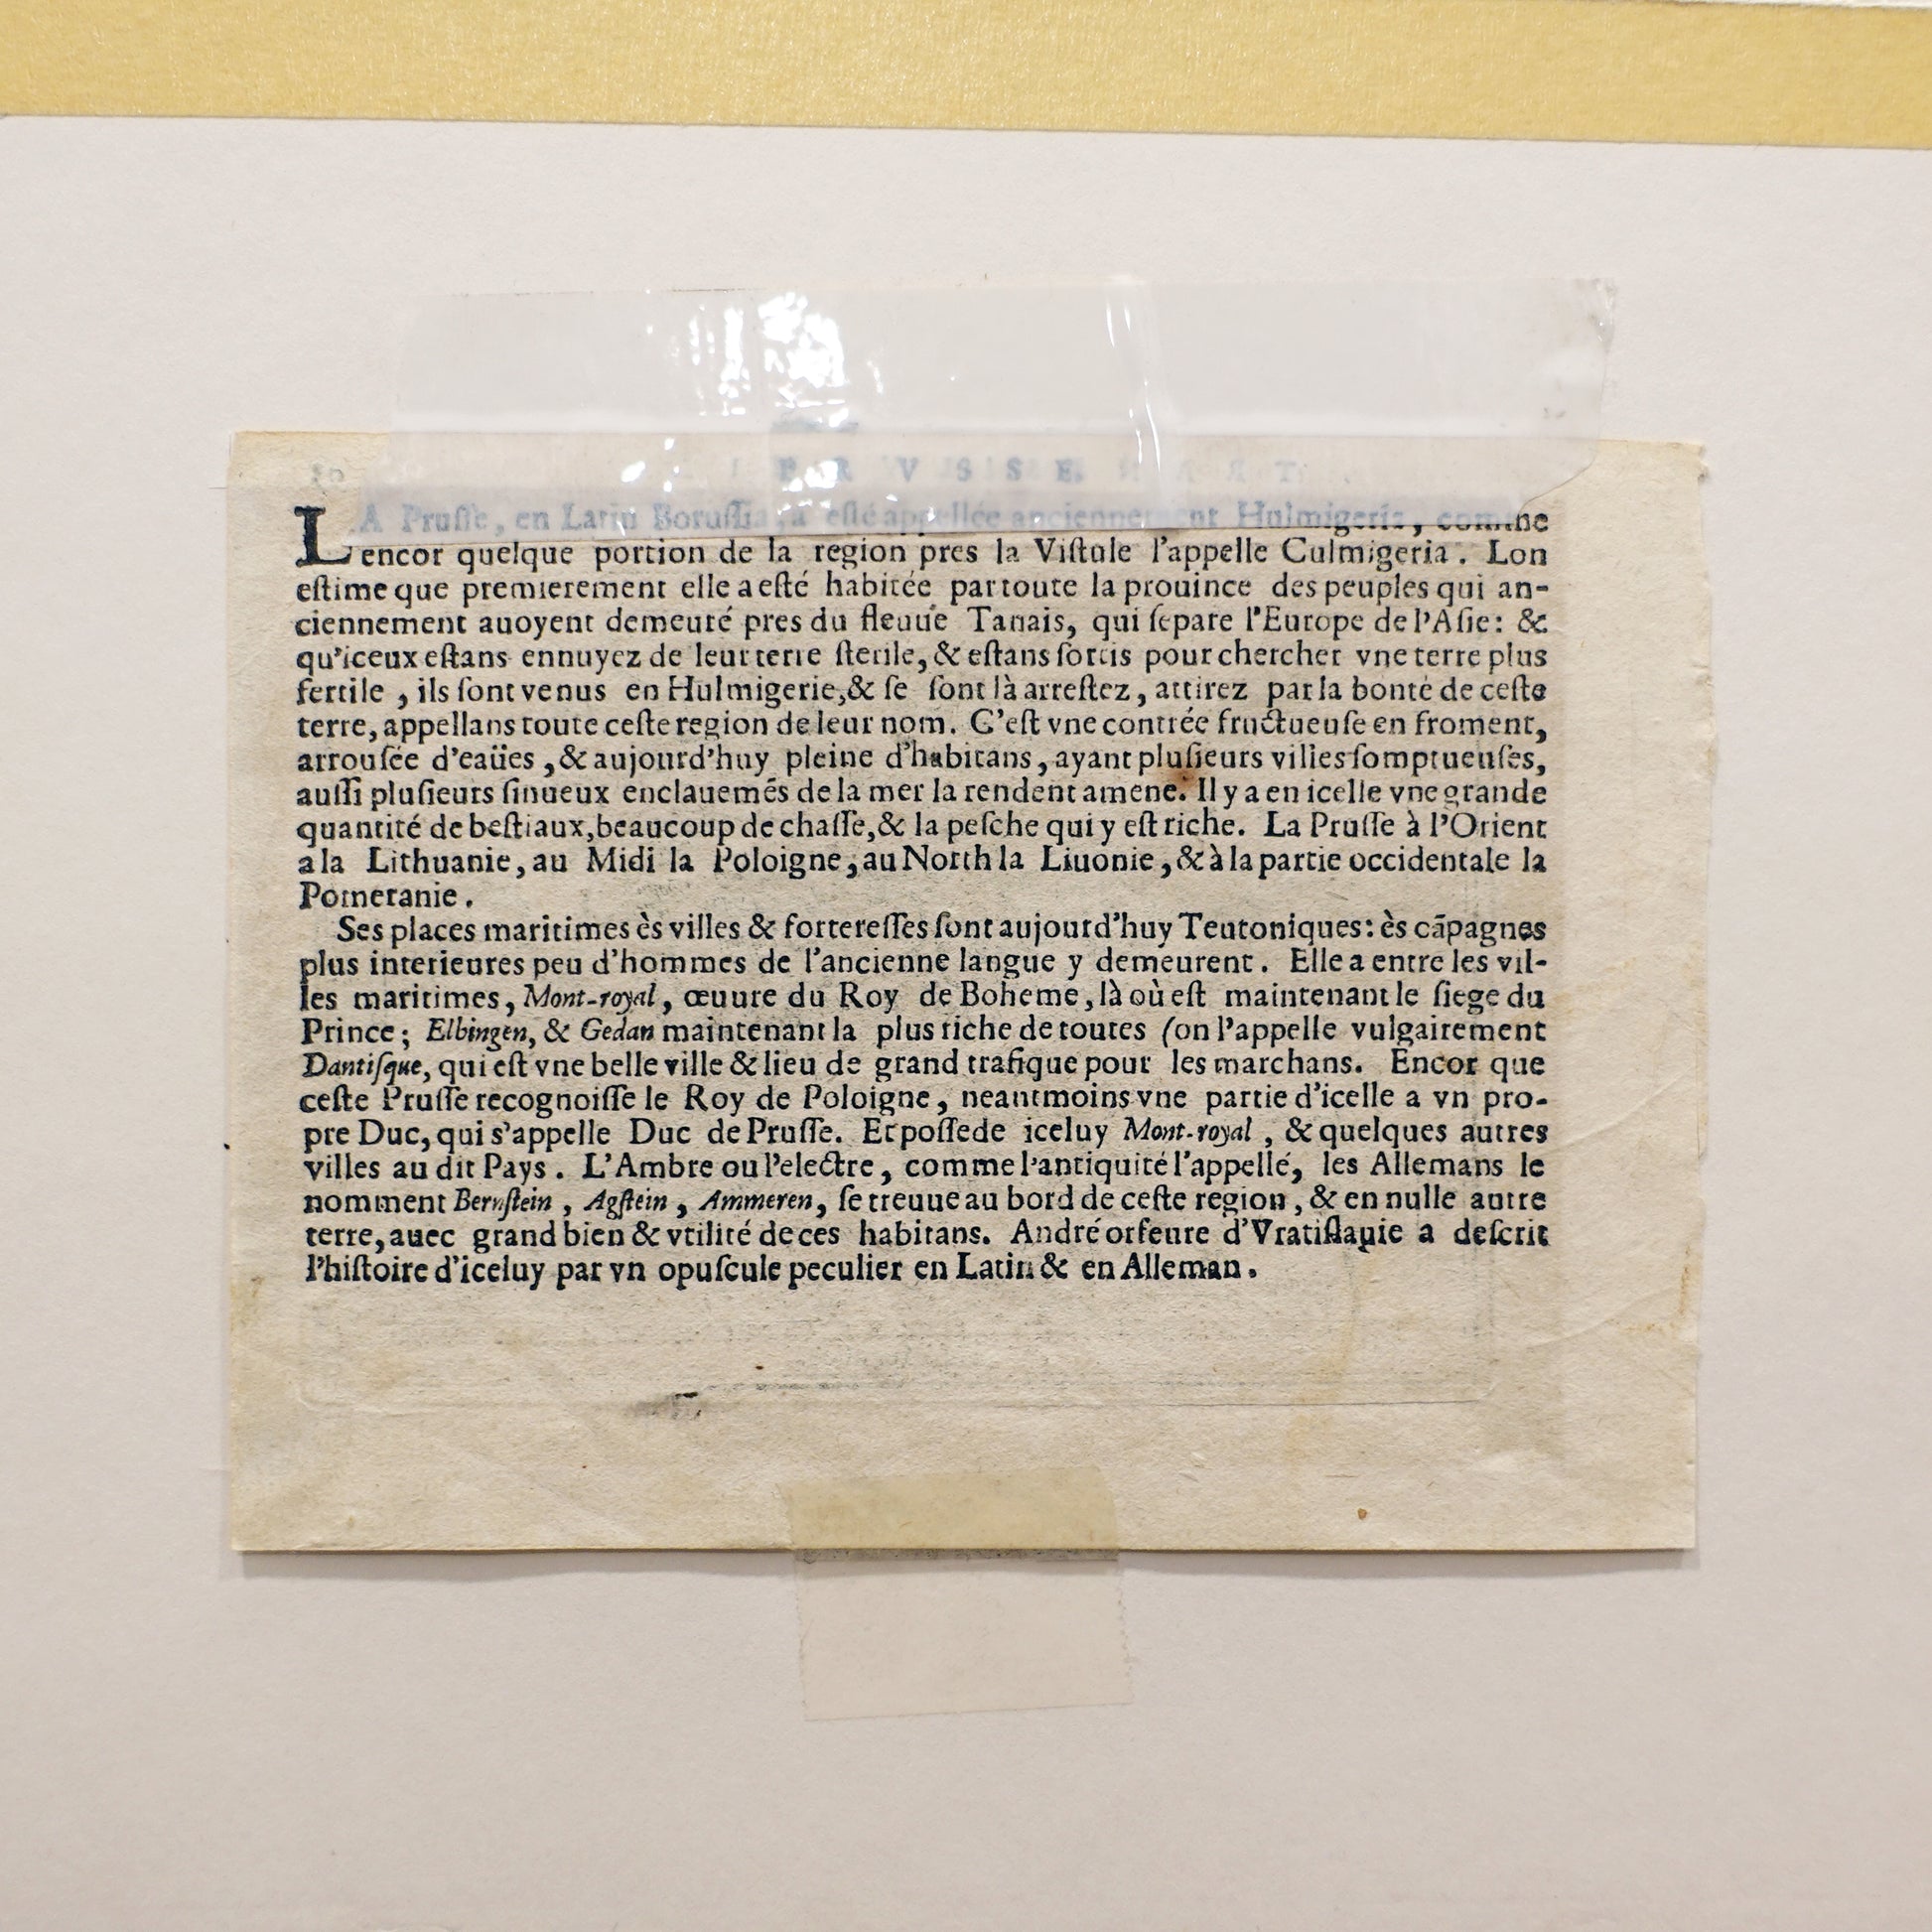 PRVSSE.
LA Pruſſe, en Latin Boruſſia, a eſté appellée anciennement Hulmigeria, comme
encor quelque portion de la region pres la Viſtule l'appelle Culmigeria. Lon
eſtime que premierement elle a eſté habitée par toute la prouince des peuples qui an-
ciennement auoyent demeuré pres du fleuue Tanais, qui ſepare l'Europe de l'Aſie: &
qu'iceux eſtans ennuyez de leur terre ſterile, & eſtans ſortis pour chercher vne terre plus
fertile, ils ſont venus en Hulmigerie, & ſe ſont là arreſtez, attirez par la bonté de ceſte
terre, appellans toute ceſte region de leur nom. C'eſt vne contrée fructueuſe en froment,
arrouſée d'eaües, & aujourd'huy pleine d'habitans, ayant pluſieurs villes ſomptueuſes,
auſſi pluſieurs ſinueux enclauemēs de la mer la rendent amene. Il y a en icelle vne grande
quantité de beſtiaux, beaucoup de chaſſe, & la peſche qui y eſt riche. La Pruſſe à l'Orient
a la Lithuanie, au Midi la Poloigne, au North la Liuonie, & à la partie occidentale la
Pomeranie.
Ses places maritimes ès villes & fortereſſes ſont aujourd'huy Teutoniques: ès cāpagnes
plus interieures peu d'hommes de l'ancienne langue y demeurent. Elle a entre les vil-
les maritimes, Mont-royal, œuure du Roy de Boheme, là où eſt maintenant le ſiege du
Prince; Elbingen, & Gedan maintenant la plus riche de toutes (on l'appelle vulgairement
Dantiſque, qui eſt vne belle ville & lieu de grand trafique pour les marchans. Encor que
ceſte Pruſſe recognoiſſe le Roy de Poloigne, neantmoins vne partie d'icelle a vn pro-
pre Duc, qui s'appelle Duc de Pruſſe. Et poſſede iceluy Mont-royal, & quelques autres
villes au dit Pays. L'Ambre ou l'electre, comme l'antiquité l'appellé, les Allemans le
nomment Bernſtein, Agſtein, Ammeren, ſe treuue au bord de ceſte region, & en nulle autre
terre, auec grand bien & vtilité de ces habitans. André orfeure d'Vratiſlauie a deſcrit
l'hiſtoire d'iceluy par vn opuſcule peculier en Latin & en Alleman.